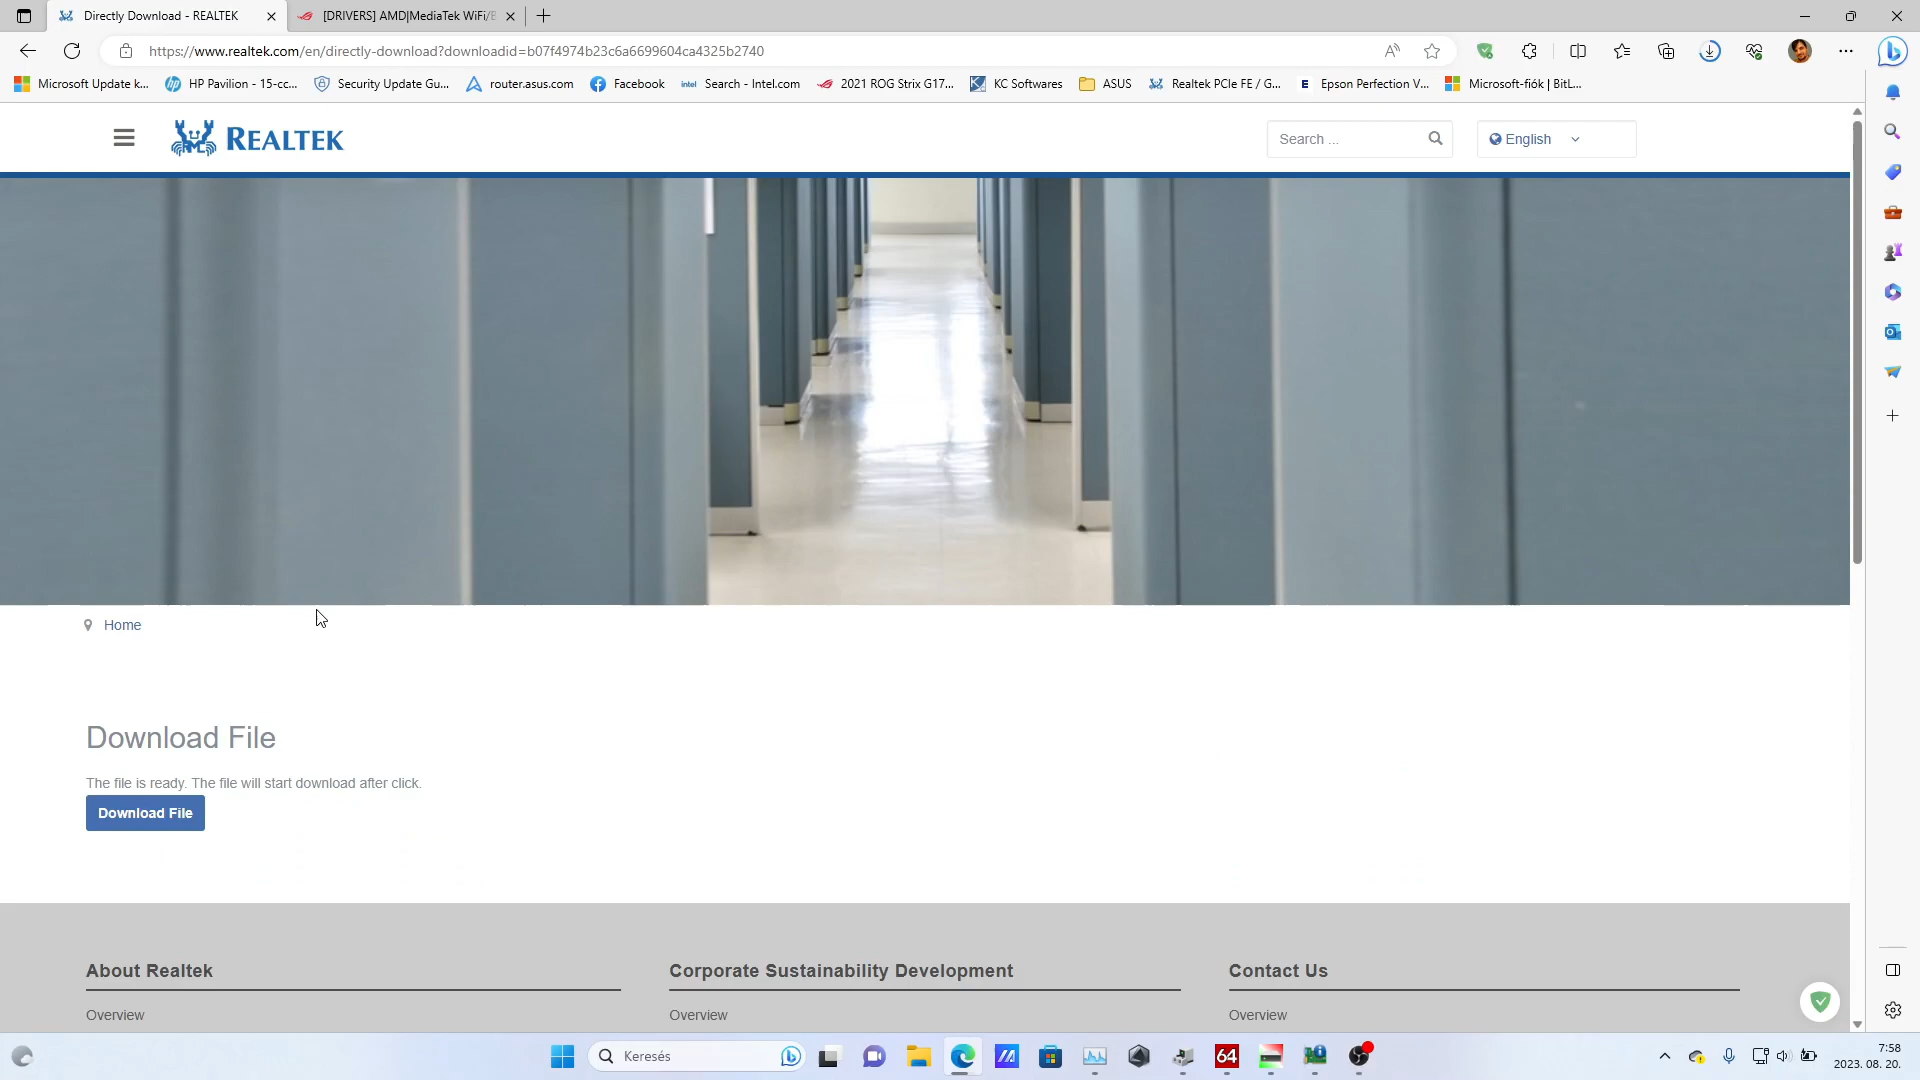 Directly Download - REALTEK
[DRIVERS] AMD|MediaTek WiFi/B
https://www.realtek.com/en/directly-download?downloadid=b07f4974b23c6a6699604ca4325b2740
Microsoft Update k...
HP Pavilion - 15-cc...
Security Update Gu...
router.asus.com
Facebook
intel Search - Intel.com
2021 ROG Strix G17...
KC Softwares
ASUS
Realtek PCIe FE / G...
E Epson Perfection V...
Microsoft-fiók | BitL...
REALTEK
Search ...
English
Home
Download File
The file is ready. The file will start download after click.
Download File
About Realtek
Corporate Sustainability Development
Contact Us
Overview
Overview
Overview
Keresés
64
7:58
2023. 08. 20.